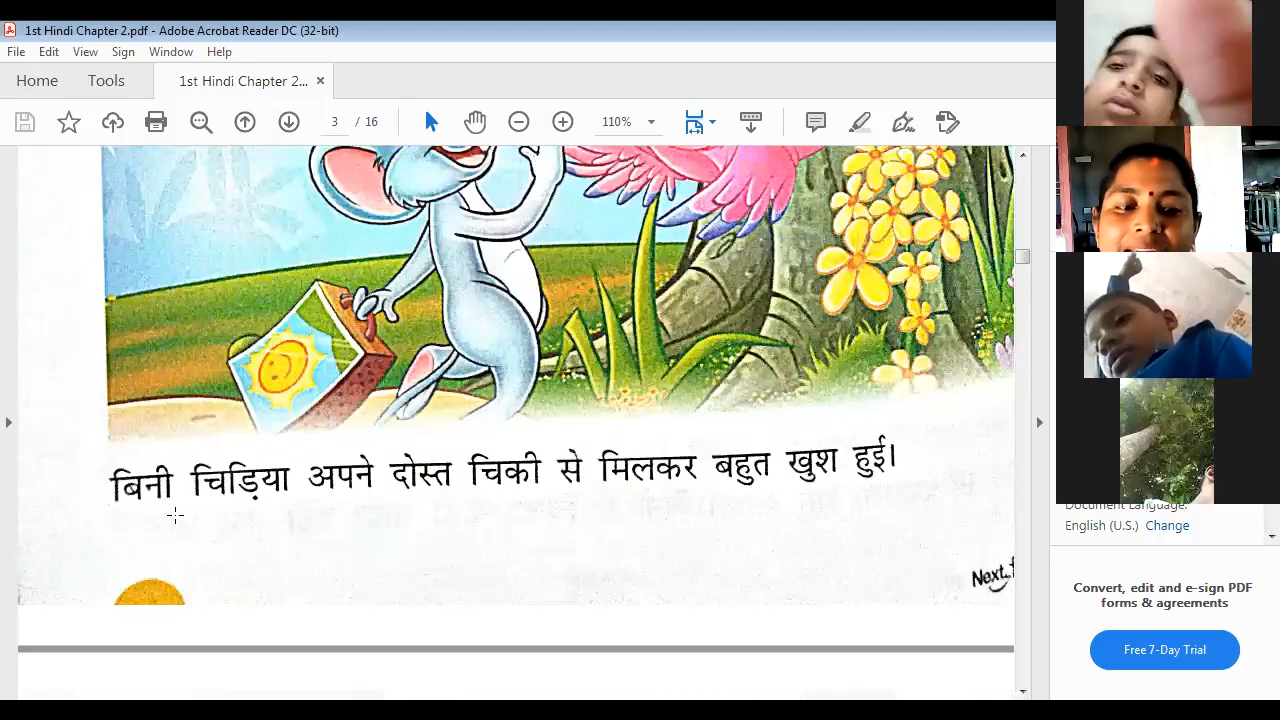 1st Hindi Chapter 2.pdf - Adobe Acrobat Reader DC (32-bit)
File Edit View Sign Window Help
Home Tools 1st Hindi Chapter 2... ×
3 / 16 110%
बिनी चिड़िया अपने दोस्त चिकी से मिलकर बहुत खुश हुई।
Next
Document Language:
English (U.S.) Change
Convert, edit and e-sign PDF
forms & agreements
Free 7-Day Trial